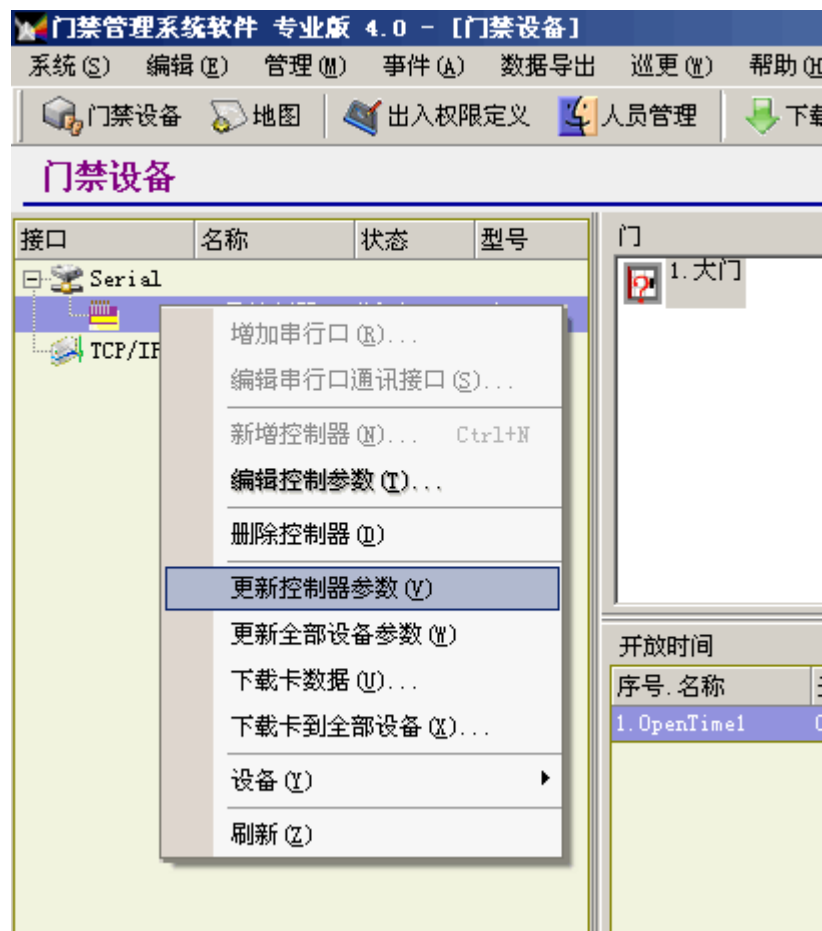 门禁管理系统软件 专业版 4.0 - [门禁设备]
系统(S) 编辑(E) 管理(M) 事件(A) 数据导出 巡更(W) 帮助(H
门禁设备 地图 出入权限定义 人员管理 下载
门禁设备
接口 名称 状态 型号 门
Serial
1.大门
TCP/IP
增加串行口(R)...
编辑串行口通讯接口(S)...
新增控制器(N)... Ctrl+N
编辑控制参数(T)...
删除控制器(D)
更新控制器参数(V)
更新全部设备参数(W)
下载卡数据(U)...
下载卡到全部设备(X)...
设备(Y)
刷新(Z)
开放时间
序号.名称
1.OpenTime1